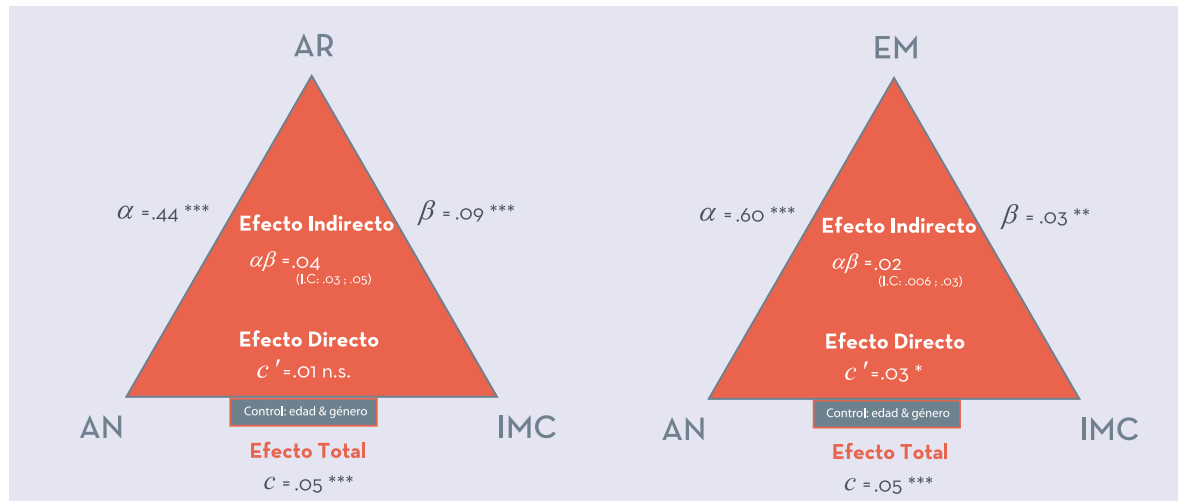 AR
α =.44 ***
β = .09 ***
Efecto Indirecto
αβ =.04
(I.C: .03 ; .05)
Efecto Directo
c '=.01 n.s.
AN
Control: edad & género
IMC
Efecto Total
c = .05 ***
EM
α =.60 ***
β = .03 **
Efecto Indirecto
αβ =.02
(I.C: .006 ; .03)
Efecto Directo
c '=.03 *
AN
Control: edad & género
IMC
Efecto Total
c = .05 ***